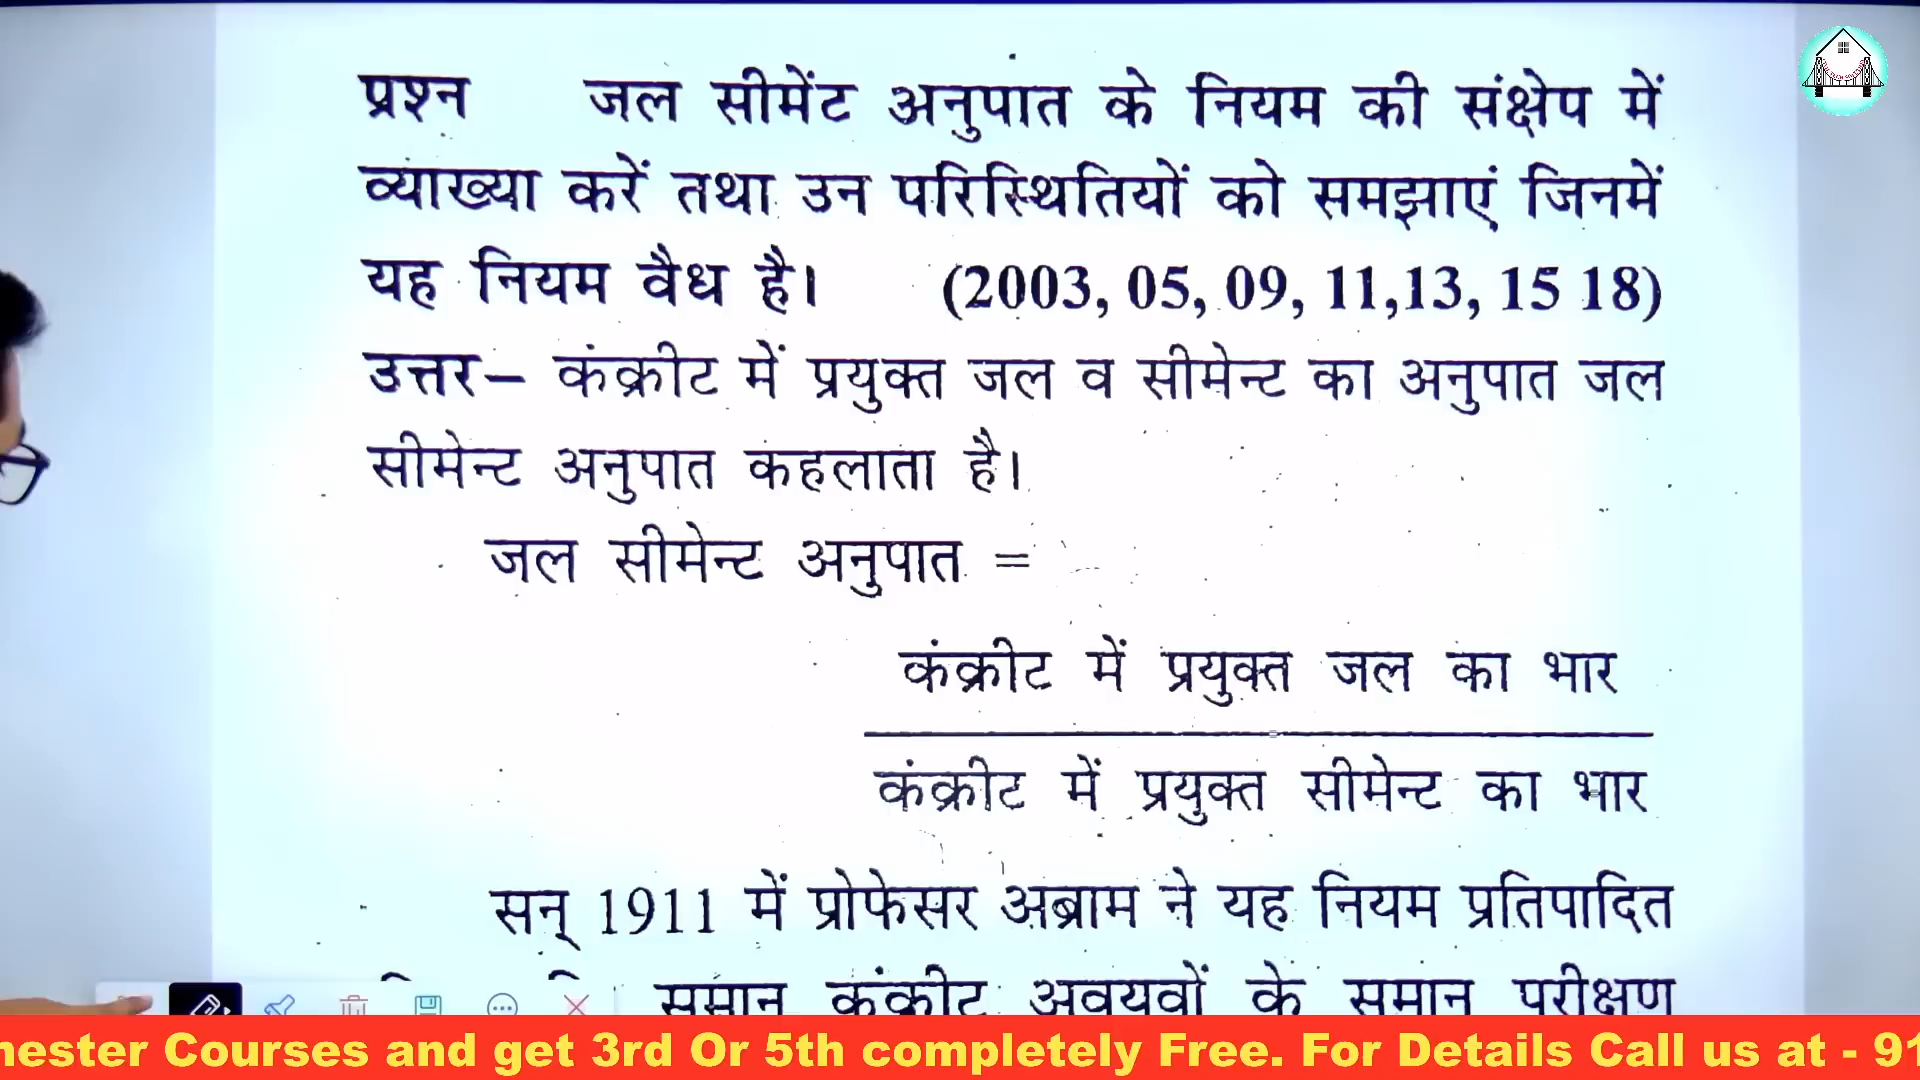 प्रश्न जल सीमेंट अनुपात के नियम की संक्षेप में
व्याख्या करें तथा उन परिस्थितियों को समझाएं जिनमें
यह नियम वैध है। (2003, 05, 09, 11,13, 15 18)
उत्तर– कंक्रीट में प्रयुक्त जल व सीमेन्ट का अनुपात जल
सीमेन्ट अनुपात कहलाता है।
जल सीमेन्ट अनुपात =
कंक्रीट में प्रयुक्त जल का भार
कंक्रीट में प्रयुक्त सीमेन्ट का भार
सन् 1911 में प्रोफेसर अब्राम ने यह नियम प्रतिपादित
समान कंक्रीट अवयवों के समान परीक्षण
nester Courses and get 3rd Or 5th completely Free. For Details Call us at - 91